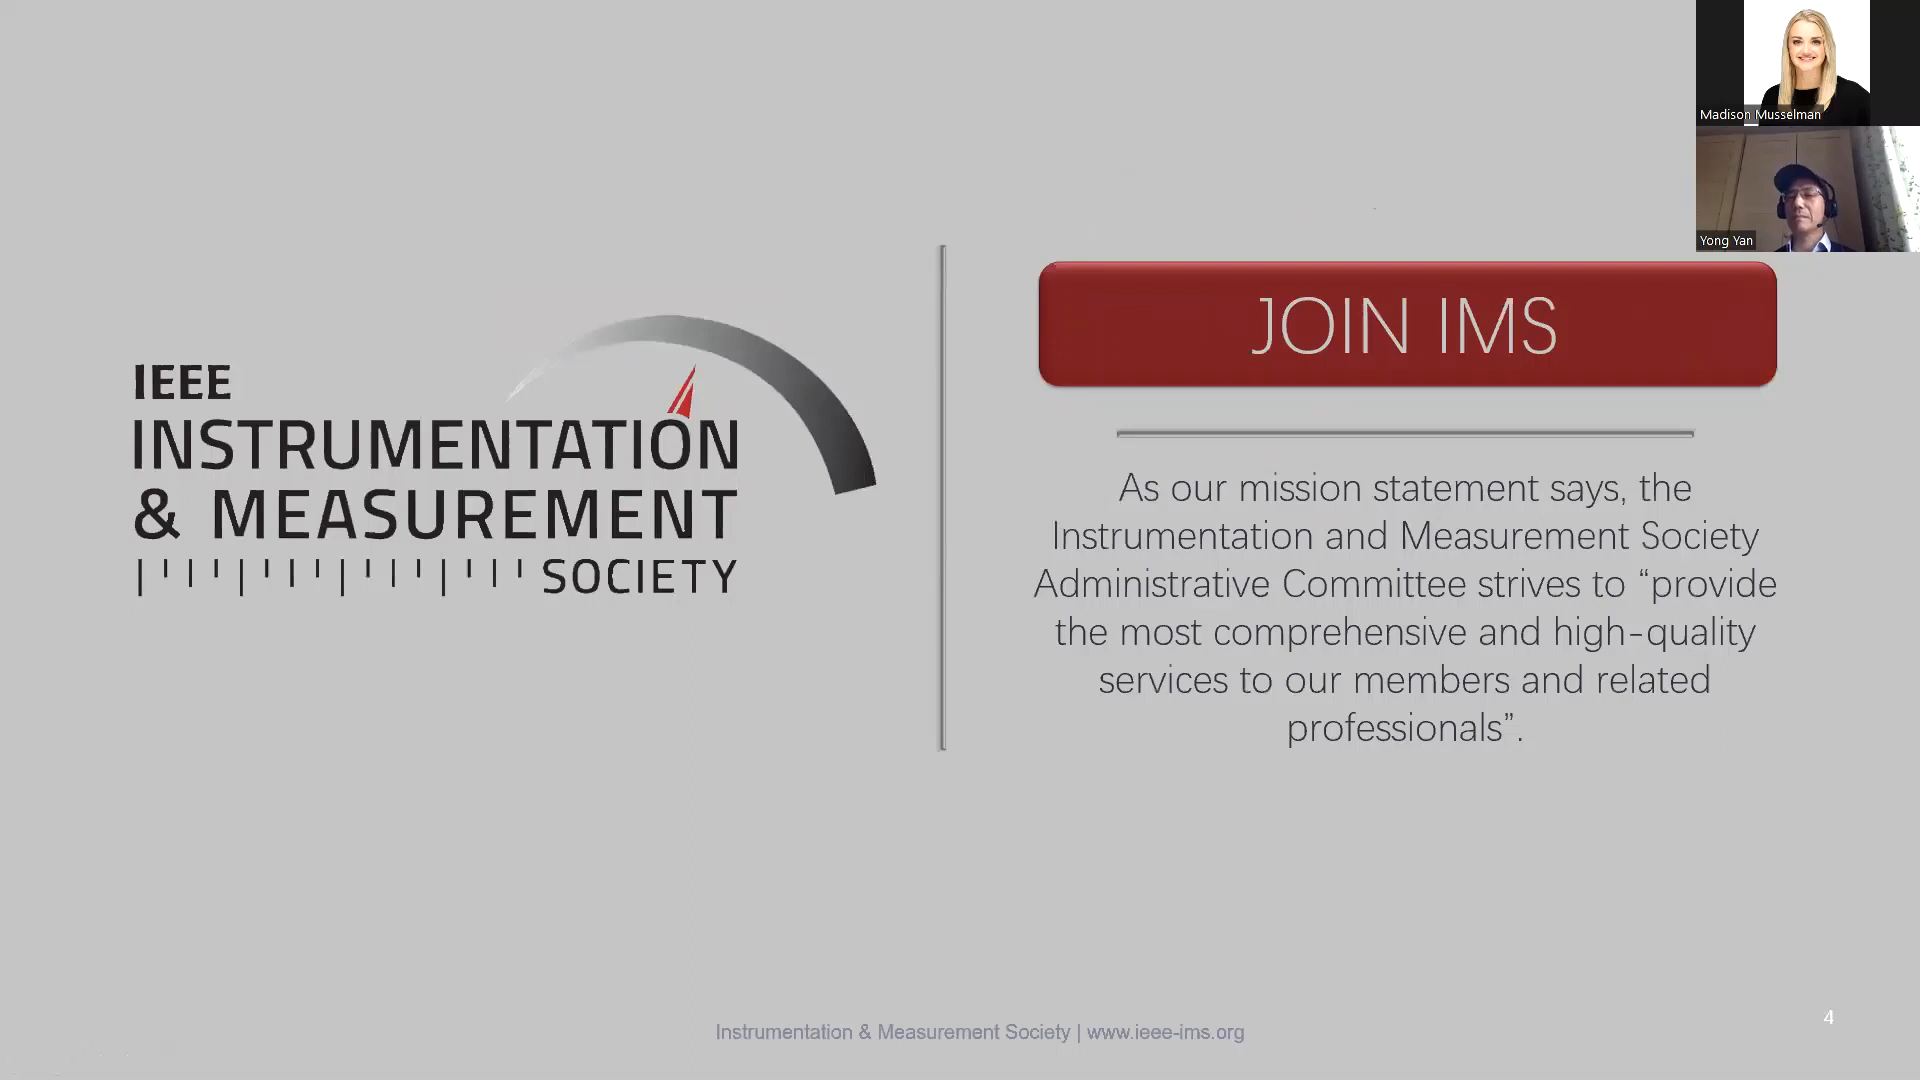 Madison Musselman
Yong Yan
IEEE
INSTRUMENTATION
& MEASUREMENT
SOCIETY
JOIN IMS
As our mission statement says, the
Instrumentation and Measurement Society
Administrative Committee strives to “provide
the most comprehensive and high-quality
services to our members and related
professionals”.
Instrumentation & Measurement Society | www.ieee-ims.org
4